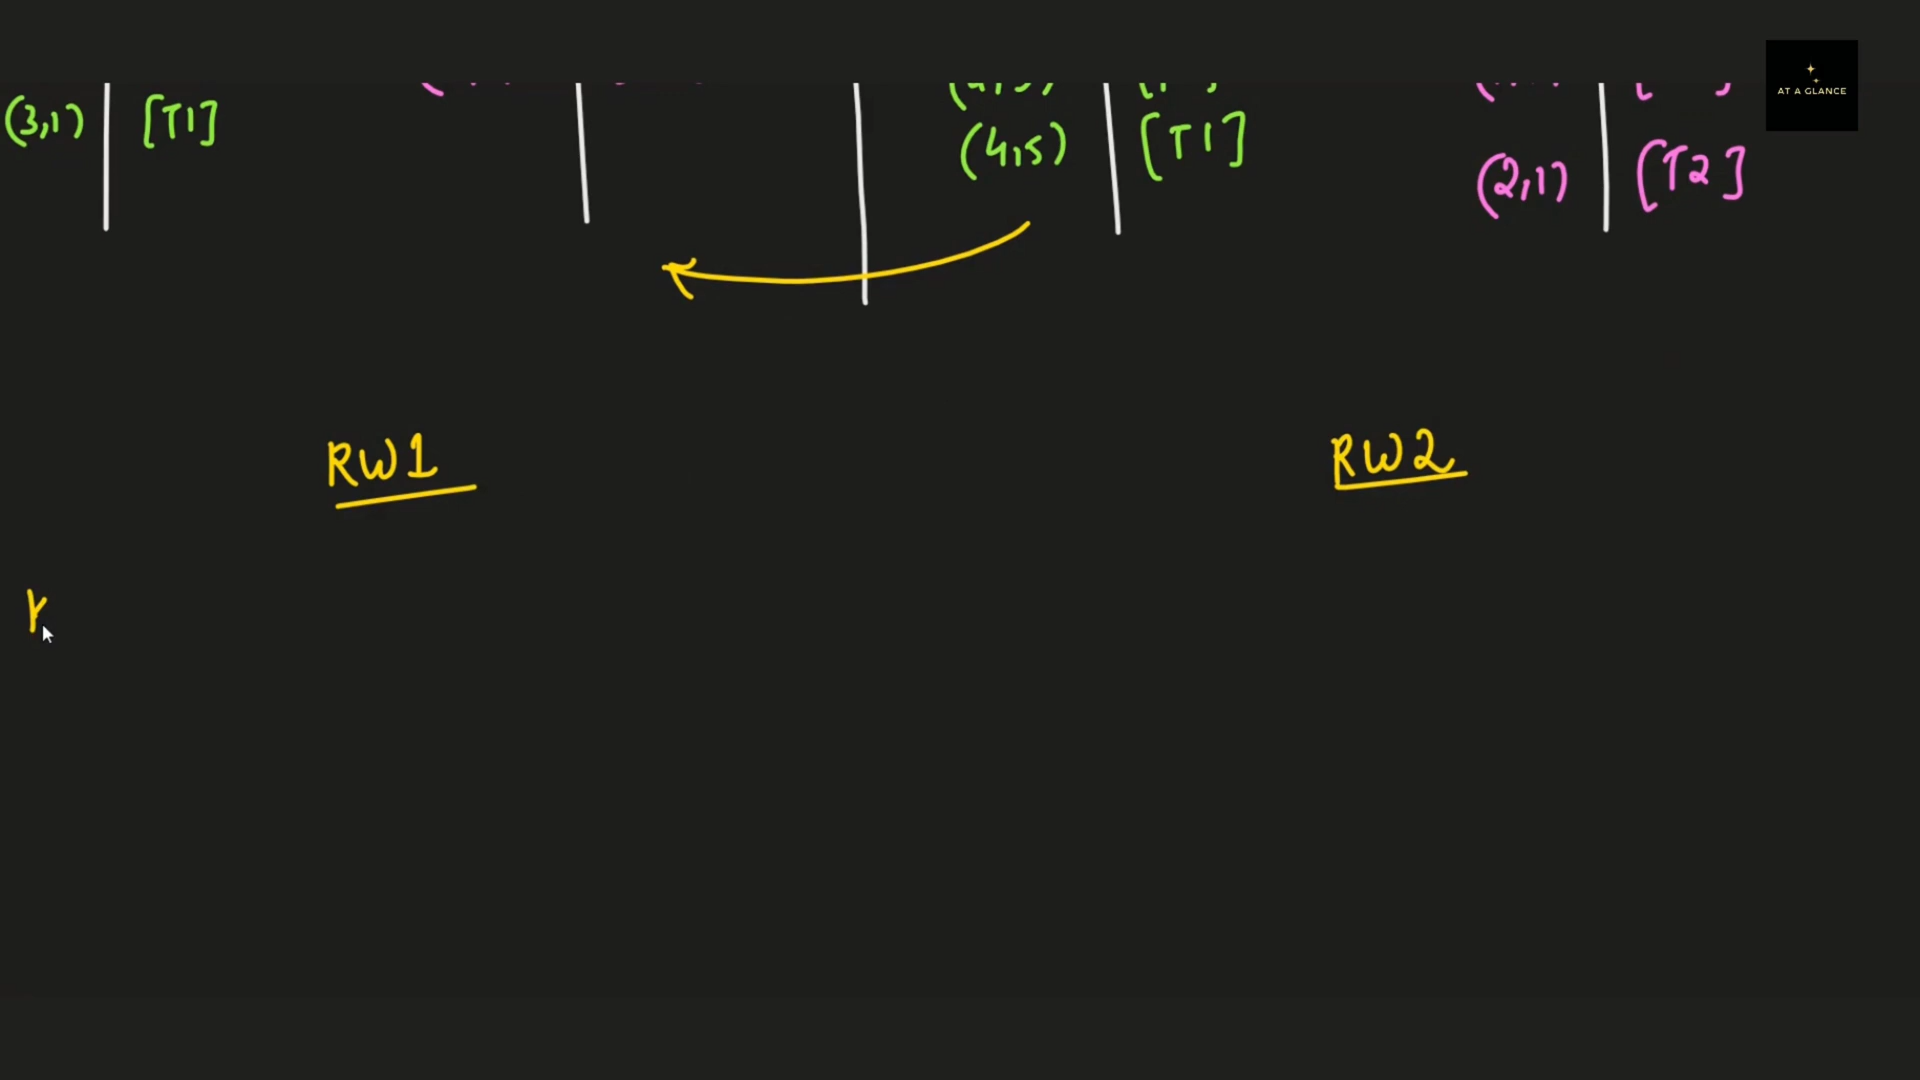 AT A GLANCE
(3,1) [T1]
(4,5) [T1]
(2,1) [T2]
RW1
RW2